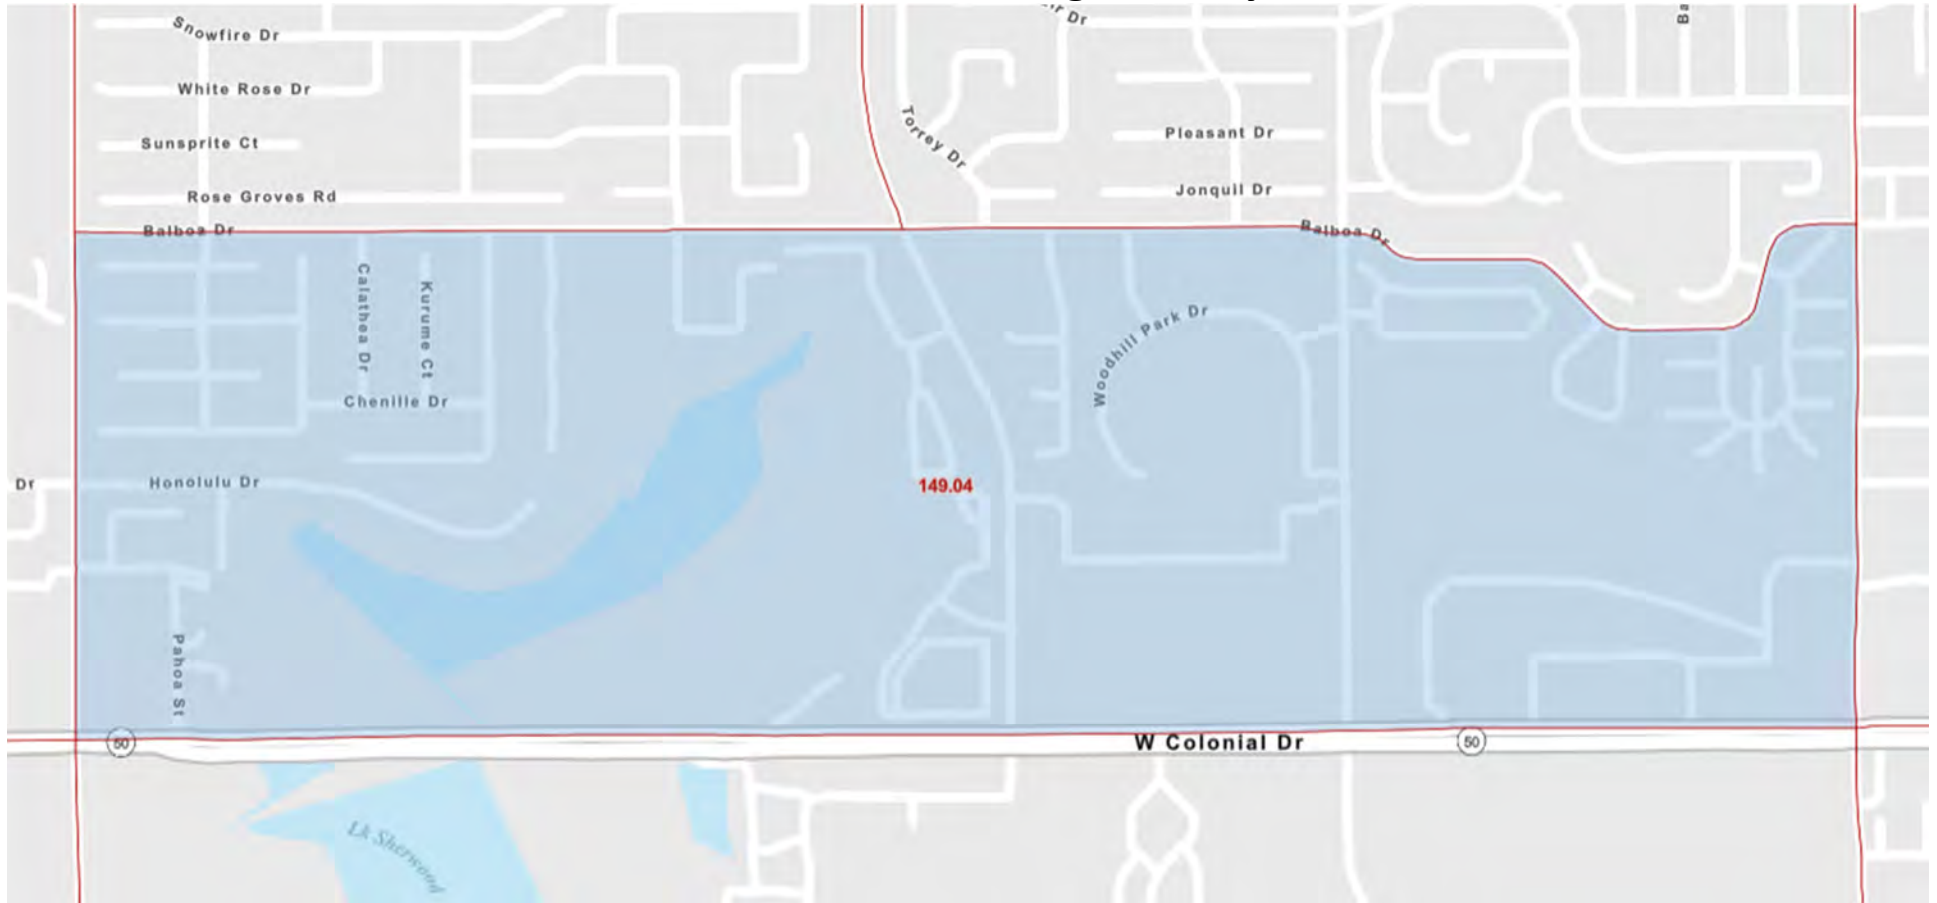 Snowfire Dr
Dr
Ba
White Rose Dr
Torrey Dr
Pleasant Dr
Sunsprite Ct
Jonquil Dr
Rose Groves Rd
Balboa Dr
Balboa Dr
Calathea Dr
Kurume Ct
Woodhill Park Dr
Chenille Dr
Dr
Honolulu Dr
149.04
Pahoa St
50
W Colonial Dr
50
Lk Sherwood